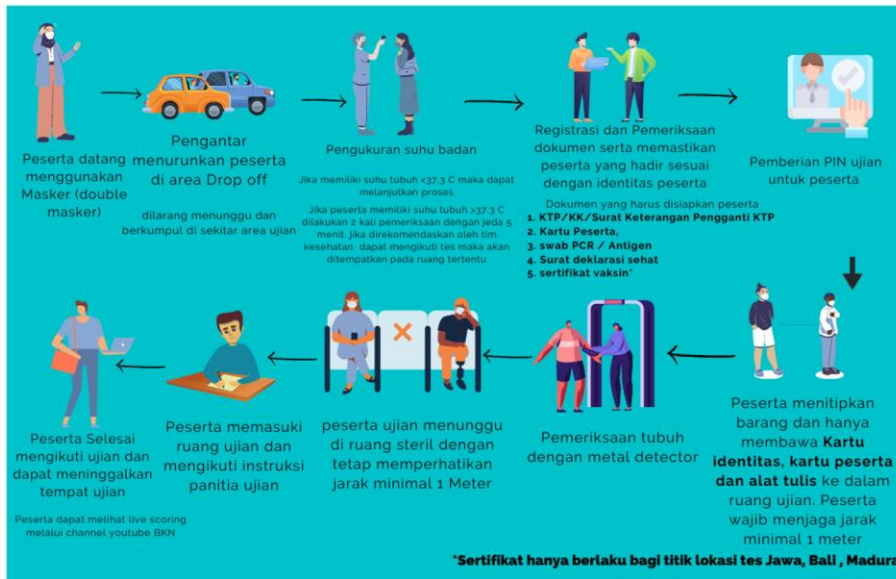 Peserta datang
menggunakan
Masker (double
masker)
Pengantar
menurunkan peserta
di area Drop off
dilarang menunggu dan
berkumpul di sekitar area ujian
Pengukuran suhu badan
Jika memiliki suhu tubuh <37,3 C maka dapat
melanjutkan proses
Jika peserta memiliki suhu tubuh >37,3 C
dilakukan 2 kali pemeriksaan dengan jeda 5
menit, jika direkomendasikan oleh tim
kesehatan dapat mengikuti tes maka akan
ditempatkan pada ruang tertentu
Registrasi dan Pemeriksaan
dokumen serta memastikan
peserta yang hadir sesuai
dengan identitas peserta
Dokumen yang harus disiapkan peserta
1. KTP/KK/Surat Keterangan Pengganti KTP
2. Kartu Peserta,
3. swab PCR / Antigen
4. Surat deklarasi sehat
5. sertifikat vaksin*
Pemberian PIN ujian
untuk peserta
Peserta menitipkan
barang dan hanya
membawa Kartu
identitas, kartu peserta
dan alat tulis ke dalam
ruang ujian. Peserta
wajib menjaga jarak
minimal 1 meter
Pemeriksaan tubuh
dengan metal detector
peserta ujian menunggu
di ruang steril dengan
tetap memperhatikan
jarak minimal 1 Meter
Peserta memasuki
ruang ujian dan
mengikuti instruksi
panitia ujian
Peserta Selesai
mengikuti ujian dan
dapat meninggalkan
tempat ujian
Peserta dapat melihat live scoring
melalui channel youtube BKN
*Sertifikat hanya berlaku bagi titik lokasi tes Jawa, Bali , Madura